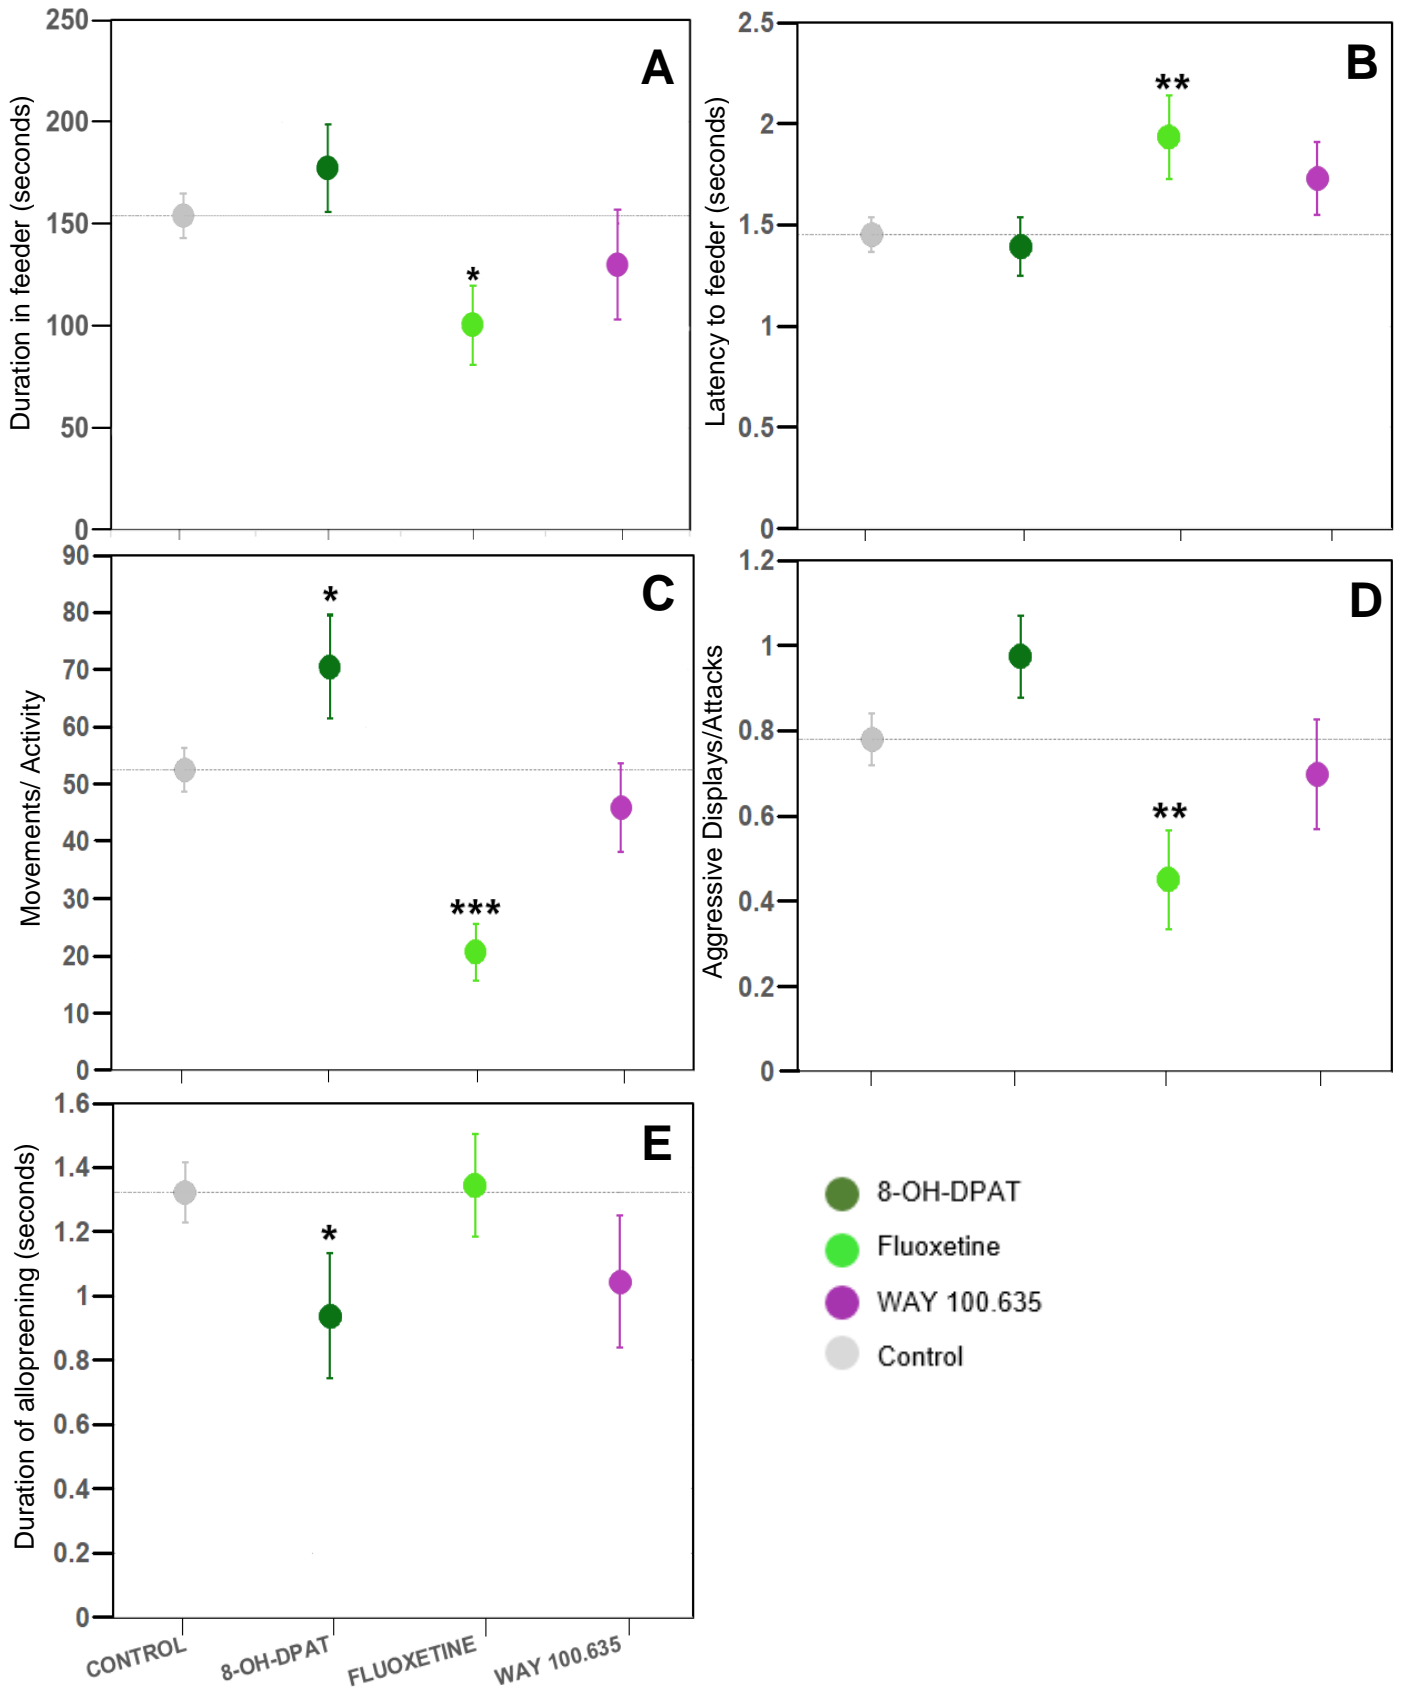 A
Duration in feeder (seconds)
250
200
150
100
50
0
*
B
Latency to feeder (seconds)
2.5
2
1.5
1
0.5
0
**
C
Movements/ Activity
90
80
70
60
50
40
30
20
10
0
*
***
D
Aggressive Displays/Attacks
1.2
1
0.8
0.6
0.4
0.2
0
**
E
Duration of allopreening (seconds)
1.6
1.4
1.2
1
0.8
0.6
0.4
0.2
0
*
CONTROL
8-OH-DPAT
FLUOXETINE
WAY 100.635
8-OH-DPAT
Fluoxetine
WAY 100.635
Control